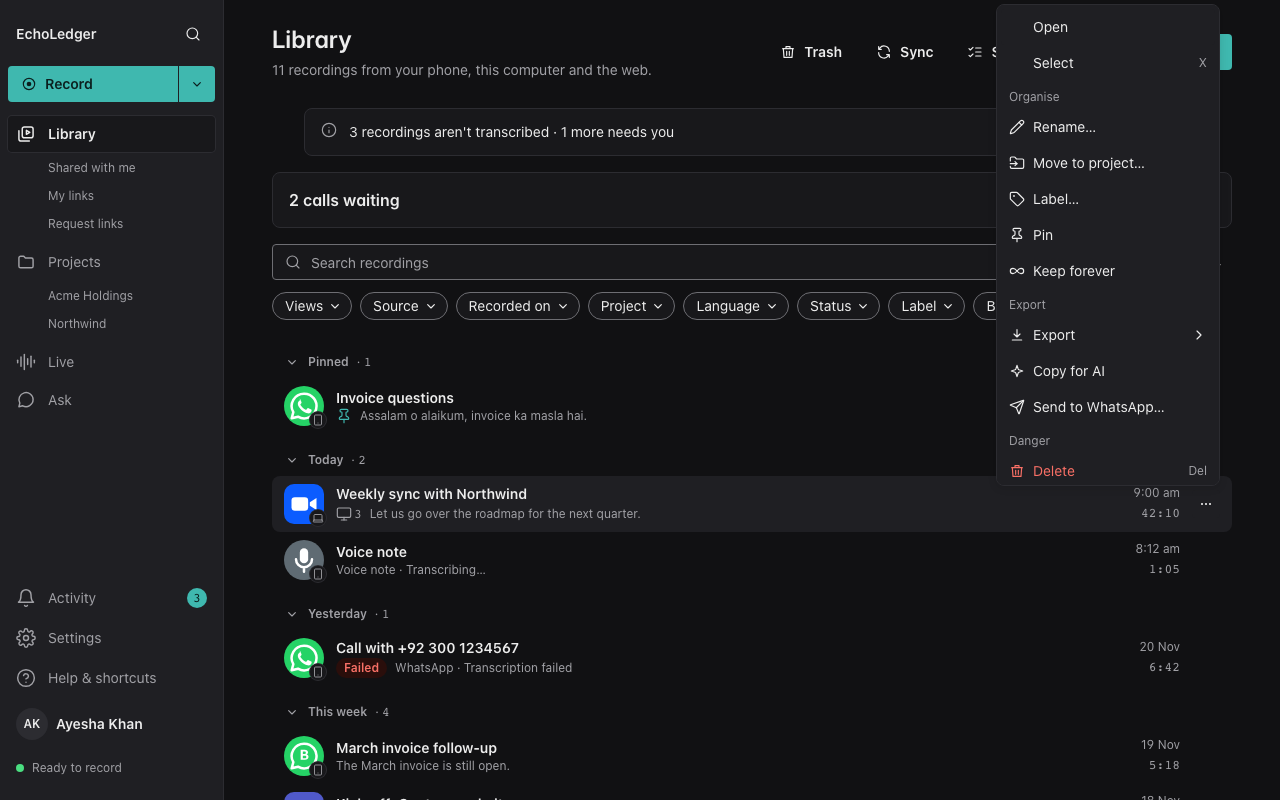 EchoLedger
Record
Library
Shared with me
My links
Request links
Projects
Acme Holdings
Northwind
Live
Ask
Activity 3
Settings
Help & shortcuts
AK Ayesha Khan
Ready to record
Library
11 recordings from your phone, this computer and the web.
Trash Sync
3 recordings aren't transcribed · 1 more needs you
2 calls waiting
Search recordings
Views Source Recorded on Project Language Status Label
Pinned · 1
Invoice questions
Assalam o alaikum, invoice ka masla hai.
Today · 2
Weekly sync with Northwind 9:00 am
3 Let us go over the roadmap for the next quarter. 42:10
Voice note 8:12 am
Voice note · Transcribing... 1:05
Yesterday · 1
Call with +92 300 1234567 20 Nov
Failed WhatsApp · Transcription failed 6:42
This week · 4
March invoice follow-up 19 Nov
The March invoice is still open. 5:18
Open
Select X
Organise
Rename...
Move to project...
Label...
Pin
Keep forever
Export
Export
Copy for AI
Send to WhatsApp...
Danger
Delete Del